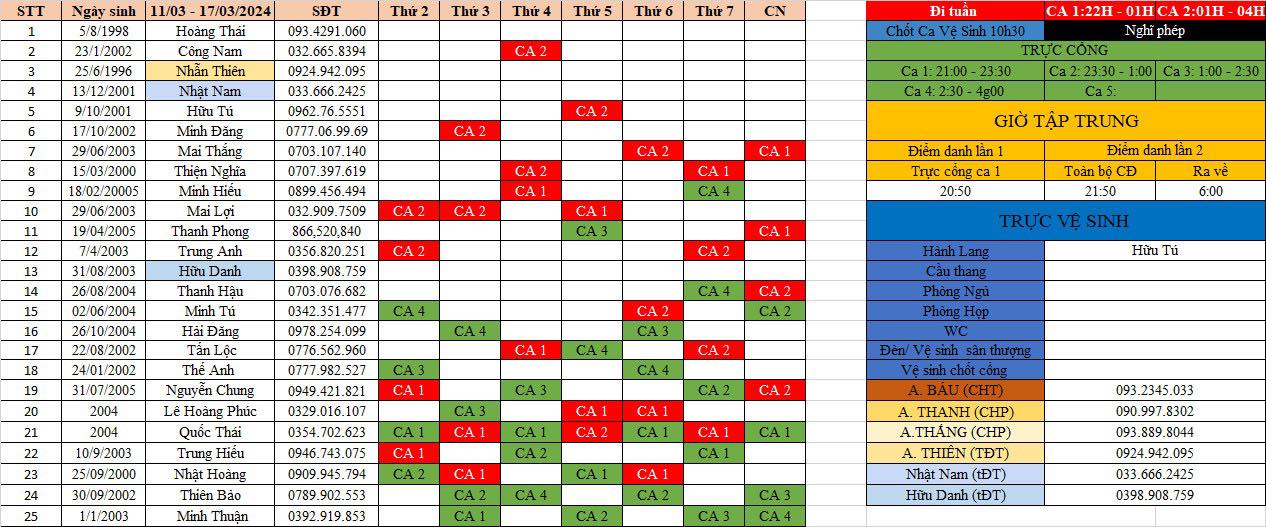 STT Ngày sinh 11/03 - 17/03/2024 SĐT Thứ 2 Thứ 3 Thứ 4 Thứ 5 Thứ 6 Thứ 7 CN Đi tuần CA 1:22H - 01H CA 2:01H - 04H
1 5/8/1998 Hoàng Thái 093.4291.060 Chốt Ca Vệ Sinh 10h30 Nghĩ phép
2 23/1/2002 Công Nam 032.665.8394 CA 2 TRỰC CỔNG
3 25/6/1996 Nhẫn Thiên 0924.942.095 Ca 1: 21:00 - 23:30 Ca 2: 23:30 - 1:00 Ca 3: 1:00 - 2:30
4 13/12/2001 Nhật Nam 033.666.2425 Ca 4: 2:30 - 4g00 Ca 5:
5 9/10/2001 Hữu Tú 0962.76.5551 CA 2 GIỜ TẬP TRUNG
6 17/10/2002 Minh Đăng 0777.06.99.69 CA 2
7 29/06/2003 Mai Thắng 0703.107.140 CA 2 CA 1 Điểm danh lần 1 Điểm danh lần 2
8 15/03/2000 Thiện Nghĩa 0707.397.619 CA 2 CA 1 Trực cổng ca 1 Toàn bộ CĐ Ra về
9 18/02/20005 Minh Hiếu 0899.456.494 CA 1 CA 4 20:50 21:50 6:00
10 29/06/2003 Mai Lợi 032.909.7509 CA 2 CA 2 CA 1 TRỰC VỆ SINH
11 19/04/2005 Thanh Phong 866,520,840 CA 3 CA 1
12 7/4/2003 Trung Anh 0356.820.251 CA 2 CA 2 Hành Lang Hữu Tú
13 31/08/2003 Hữu Danh 0398.908.759 Cầu thang
14 26/08/2004 Thanh Hậu 0703.076.682 CA 4 CA 2 Phòng Ngủ
15 02/06/2004 Minh Tú 0342.351.477 CA 4 CA 2 CA 2 Phòng Họp
16 26/10/2004 Hải Đăng 0978.254.099 CA 4 CA 3 WC
17 22/08/2002 Tấn Lộc 0776.562.960 CA 1 CA 4 CA 2 Đèn/ Vệ sinh sân thượng
18 24/01/2002 Thế Anh 0777.982.527 CA 3 CA 4 Vệ sinh chốt cổng
19 31/07/2005 Nguyễn Chung 0949.421.821 CA 1 CA 3 CA 2 CA 2 A. BÁU (CHT) 093.2345.033
20 2004 Lê Hoàng Phúc 0329.016.107 CA 3 CA 1 CA 1 A. THANH (CHP) 090.997.8302
21 2004 Quốc Thái 0354.702.623 CA 1 CA 1 CA 1 CA 2 CA 1 CA 1 CA 1 A.THẮNG (CHP) 093.889.8044
22 10/9/2003 Trung Hiếu 0946.743.075 CA 1 CA 2 CA 1 A. THIÊN (TĐT) 0924.942.095
23 25/09/2000 Nhật Hoàng 0909.945.794 CA 2 CA 1 CA 1 CA 1 Nhật Nam (tĐT) 033.666.2425
24 30/09/2002 Thiên Bảo 0789.902.553 CA 2 CA 4 CA 2 CA 3 Hữu Danh (tĐT) 0398.908.759
25 1/1/2003 Minh Thuận 0392.919.853 CA 1 CA 2 CA 3 CA 4